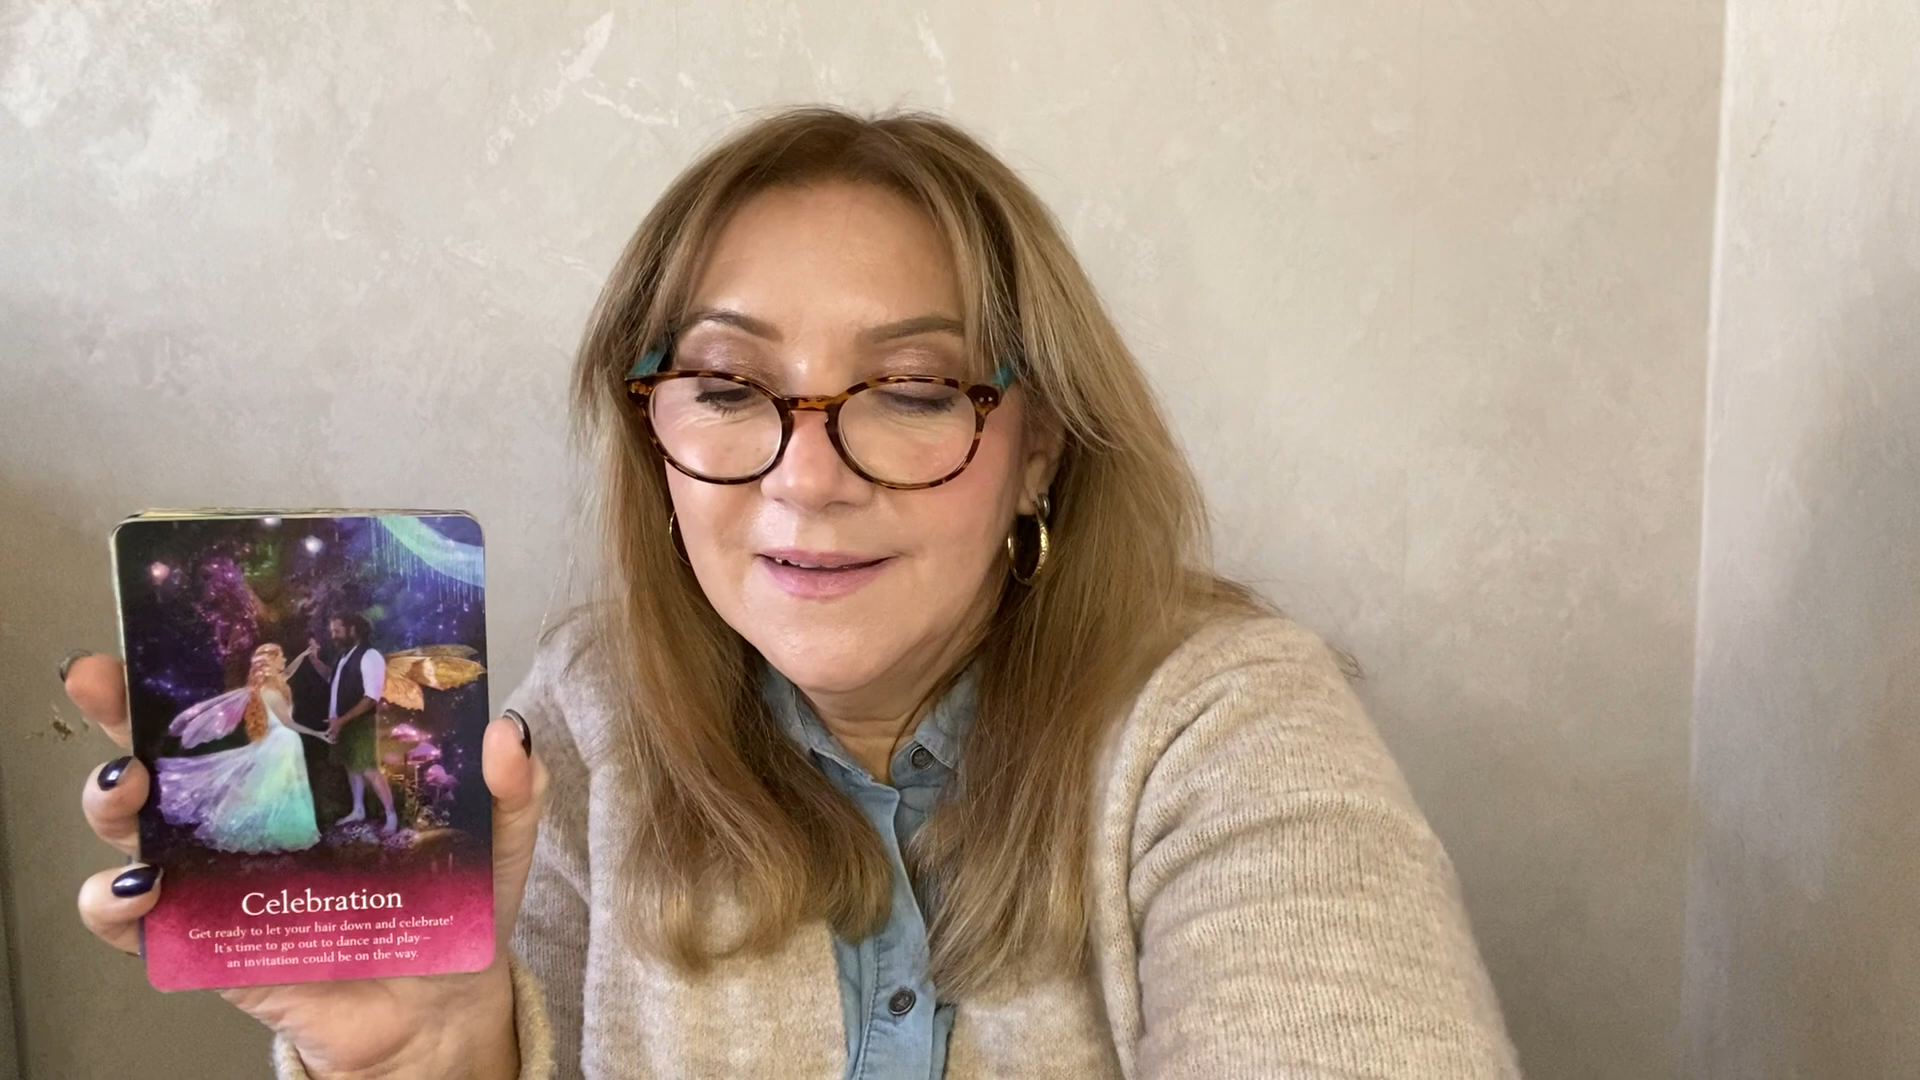 Celebration
Get ready to let your hair down and celebrate!
It's time to go out to dance and play –
an invitation could be on the way.